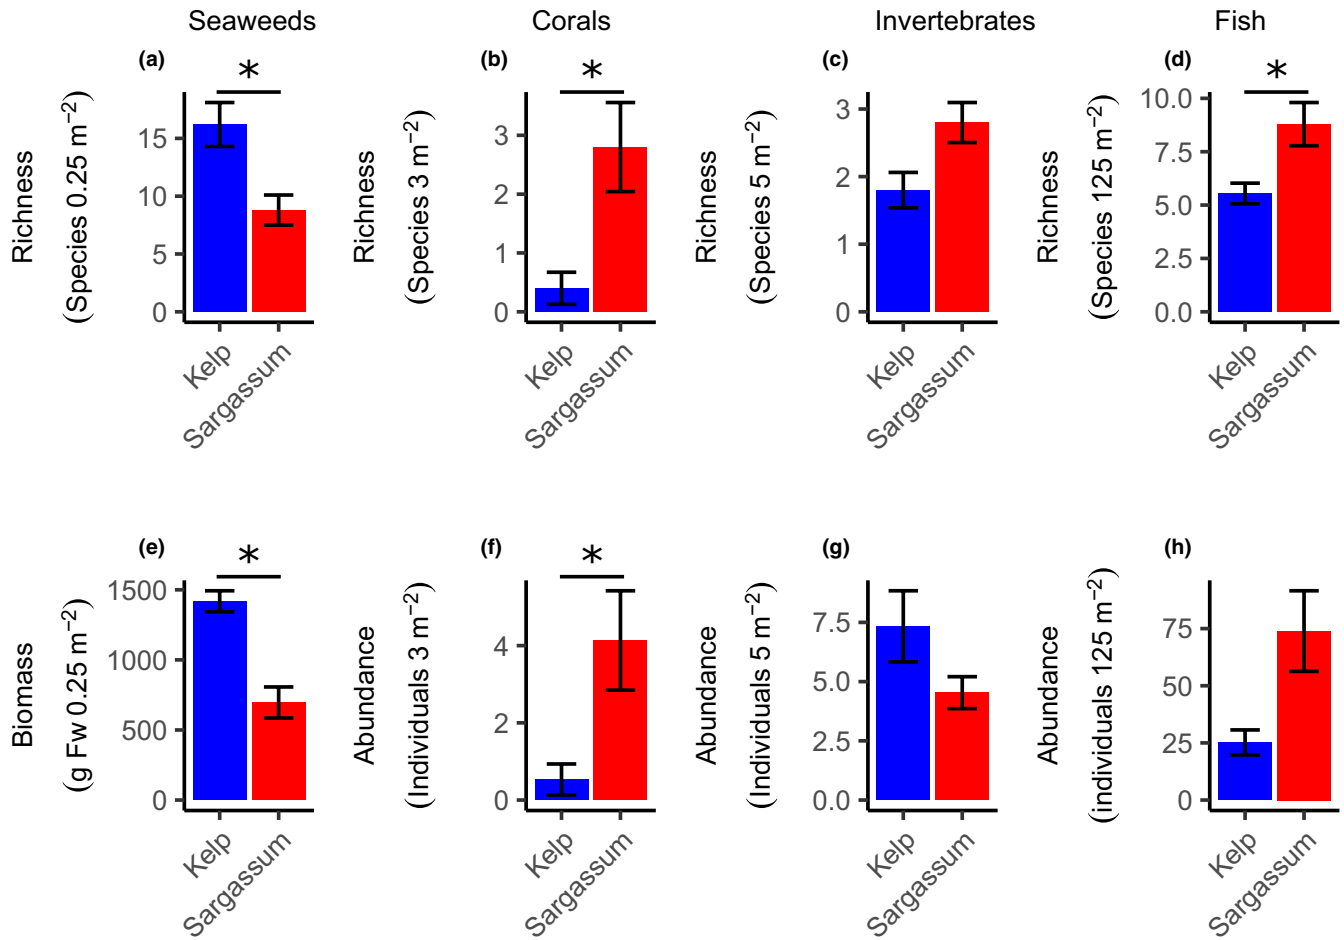 Seaweeds Corals Invertebrates Fish
(a) * (b) * (c) (d) *
Richness
(Species 0.25 m−2)
15
10
5
0
Kelp
Sargassum
Richness
(Species 3 m−2)
3
2
1
0
Kelp
Sargassum
Richness
(Species 5 m−2)
3
2
1
0
Kelp
Sargassum
Richness
(Species 125 m−2)
10.0
7.5
5.0
2.5
0.0
Kelp
Sargassum
(e) * (f) * (g) (h)
Biomass
(g Fw 0.25 m−2)
1500
1000
500
0
Kelp
Sargassum
Abundance
(Individuals 3 m−2)
4
2
0
Kelp
Sargassum
Abundance
(Individuals 5 m−2)
7.5
5.0
2.5
0.0
Kelp
Sargassum
Abundance
(individuals 125 m−2)
75
50
25
0
Kelp
Sargassum